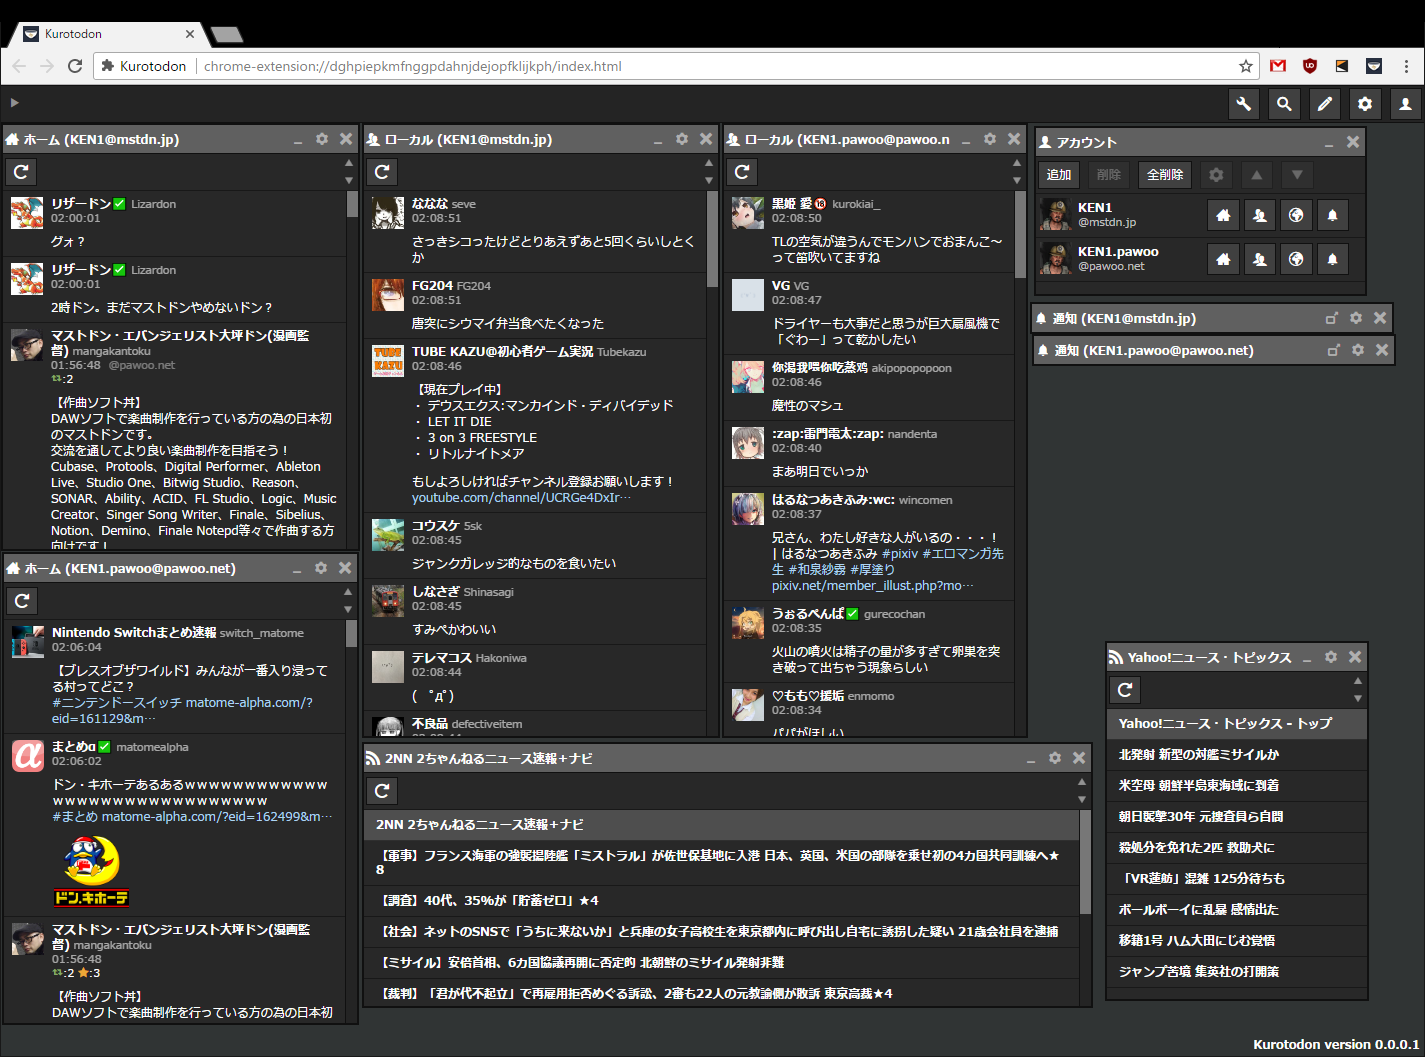 Kurotodon
Kurotodon
chrome-extension://dghpiepkmfnggpdahnjdejopfklijkph/index.html
ホーム (KEN1@mstdn.jp)
リザードン✅ Lizardon
02:00:01
グォ？
リザードン✅ Lizardon
02:00:01
2時ドン。まだマストドンやめないドン？
マストドン・エバンジェリスト大坪ドン(漫画監
督) mangakantoku
01:56:48 @pawoo.net
:2
【作曲ソフト丼】
DAWソフトで楽曲制作を行っている方の為の日本初
のマストドンです。
交流を通してより良い楽曲制作を目指そう！
Cubase、Protools、Digital Performer、Ableton
Live、Studio One、Bitwig Studio、Reason、
SONAR、Ability、ACID、FL Studio、Logic、Music
Creator、Singer Song Writer、Finale、Sibelius、
Notion、Demino、Finale Notepd等々で作曲する方
向けです！
ホーム (KEN1.pawoo@pawoo.net)
Nintendo Switchまとめ速報 switch_matome
02:06:04
【ブレスオブザワイルド】みんなが一番入り浸って
る村ってどこ？
#ニンテンドースイッチ matome-alpha.com/?
eid=161129&m…
まとめα✅ matomealpha
02:06:02
ドン・キホーテあるあるｗｗｗｗｗｗｗｗｗｗｗｗ
ｗｗｗｗｗｗｗｗｗｗｗｗｗｗｗｗｗｗ
#まとめ matome-alpha.com/?eid=162499&m…
ドン.キホーテ
マストドン・エバンジェリスト大坪ドン(漫画監
督) mangakantoku
01:56:48
:2 ⭐:3
【作曲ソフト丼】
DAWソフトで楽曲制作を行っている方の為の日本初
ローカル (KEN1@mstdn.jp)
ななな seve
02:08:51
さっきシコったけどとりあえずあと5回くらいしとく
か
FG204 FG204
02:08:51
唐突にシウマイ弁当食べたくなった
TUBE KAZU@初心者ゲーム実況 Tubekazu
02:08:46
TUBE
KAZU
【現在プレイ中】
・ デウスエクス:マンカインド・ディバイデッド
・ LET IT DIE
・ 3 on 3 FREESTYLE
・ リトルナイトメア
もしよろしければチャンネル登録お願いします！
youtube.com/channel/UCRGe4DxIr…
コウスケ 5sk
02:08:45
ジャンクガレッジ的なものを食いたい
しなさぎ Shinasagi
02:08:45
すみぺかわいい
テレマコス Hakoniwa
02:08:44
( ﾟдﾟ)
不良品 defectiveitem
02:08:44
ローカル (KEN1.pawoo@pawoo.n
黒姫 愛🔞 kurokiai_
02:08:50
TLの空気が違うんでモンハンでおまんこ～
って笛吹いてますね
VG VG
02:08:47
ドライヤーも大事だと思うが巨大扇風機で
「ぐわー」って乾かしたい
你渴我喂你吃蒸鸡 akipopopopoon
02:08:46
魔性のマシュ
:zap:雷門電太:zap: nandenta
02:08:40
まあ明日でいっか
はるなつあきふみ:wc: wincomen
02:08:37
兄さん、わたし好きな人がいるの・・・！
| はるなつあきふみ #pixiv #エロマンガ先
生 #和泉紗霧 #厚塗り
pixiv.net/member_illust.php?mo…
うぉるぺんぱ✅ gurecochan
02:08:35
火山の噴火は精子の量が多すぎて卵巣を突
き破って出ちゃう現象らしい
♡もも♡援垢 enmomo
02:08:34
パパがほしい
2NN 2ちゃんねるニュース速報+ナビ
2NN 2ちゃんねるニュース速報+ナビ
【軍事】フランス海軍の強襲揚陸艦「ミストラル」が佐世保基地に入港 日本、英国、米国の部隊を乗せ初の4カ国共同訓練へ★
8
【調査】40代、35%が「貯蓄ゼロ」★4
【社会】ネットのSNSで「うちに来ないか」と兵庫の女子高校生を東京都内に呼び出し自宅に誘拐した疑い 21歳会社員を逮捕
【ミサイル】安倍首相、6カ国協議再開に否定的 北朝鮮のミサイル発射非難
【裁判】「君が代不起立」で再雇用拒否めぐる訴訟、2審も22人の元教諭側が敗訴 東京高裁★4
アカウント
追加 削除 全削除
KEN1
@mstdn.jp
KEN1.pawoo
@pawoo.net
通知 (KEN1@mstdn.jp)
通知 (KEN1.pawoo@pawoo.net)
Yahoo!ニュース・トピックス
Yahoo!ニュース・トピックス - トップ
北発射 新型の対艦ミサイルか
米空母 朝鮮半島東海域に到着
朝日襲撃30年 元捜査員ら自問
殺処分を免れた2匹 救助犬に
「VR蓮舫」混雑 125分待ちも
ボールボーイに乱暴 感情出た
移籍1号 ハム大田にじむ覚悟
ジャンプ苦境 集英社の打開策
Kurotodon version 0.0.0.1